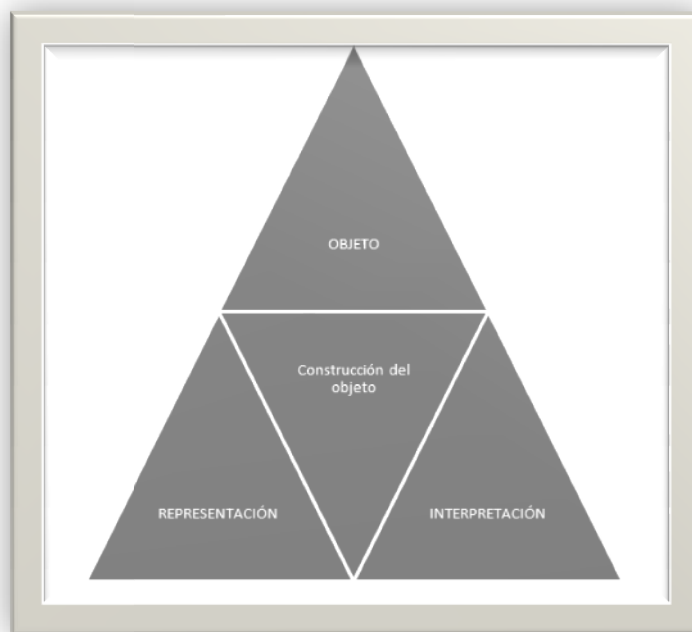 OBJETO
Construcción del
objeto
REPRESENTACIÓN
INTERPRETACIÓN